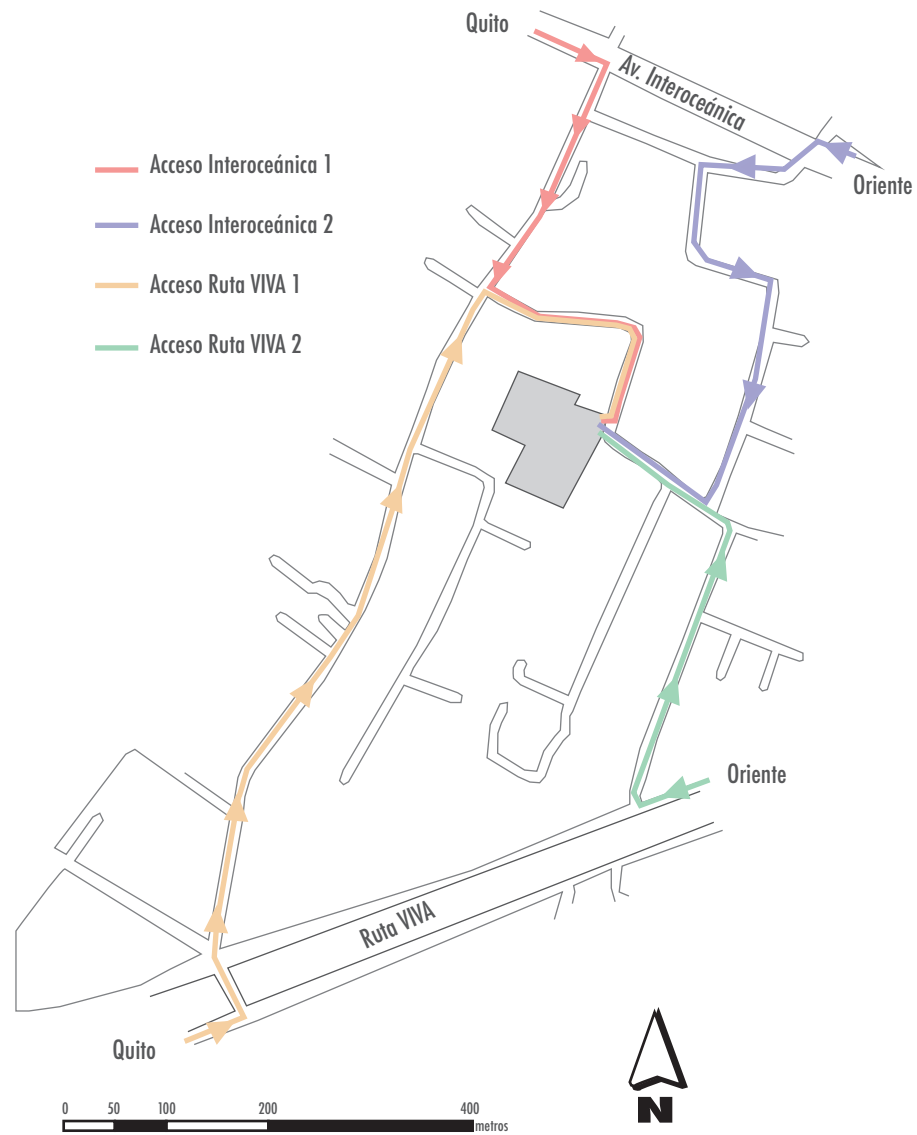 Quito
Av. Interoceánica
Oriente
Acceso Interoceánica 1
Acceso Interoceánica 2
Acceso Ruta VIVA 1
Acceso Ruta VIVA 2
Oriente
Ruta VIVA
Quito
N
0 50 100 200 400
metros